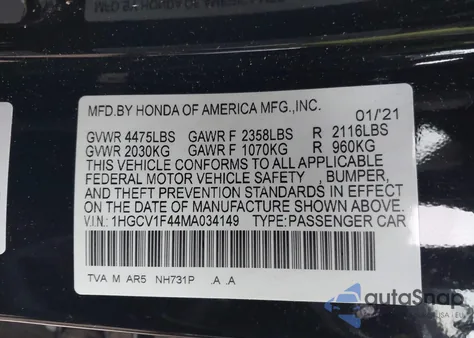 MFD.BY HONDA OF AMERICA MFG.,INC. 01/'21
GVWR 4475LBS GAWR F 2358LBS R 2116LBS
GVWR 2030KG GAWR F 1070KG R 960KG
THIS VEHICLE CONFORMS TO ALL APPLICABLE
FEDERAL MOTOR VEHICLE SAFETY , BUMPER,
AND THEFT PREVENTION STANDARDS IN EFFECT
ON THE DATE OF MANUFACTURE SHOWN ABOVE.
V.I.N.: 1HGCV1F44MA034149 TYPE:PASSENGER CAR
TVA M AR5 NH731P .A .A
autoSnap